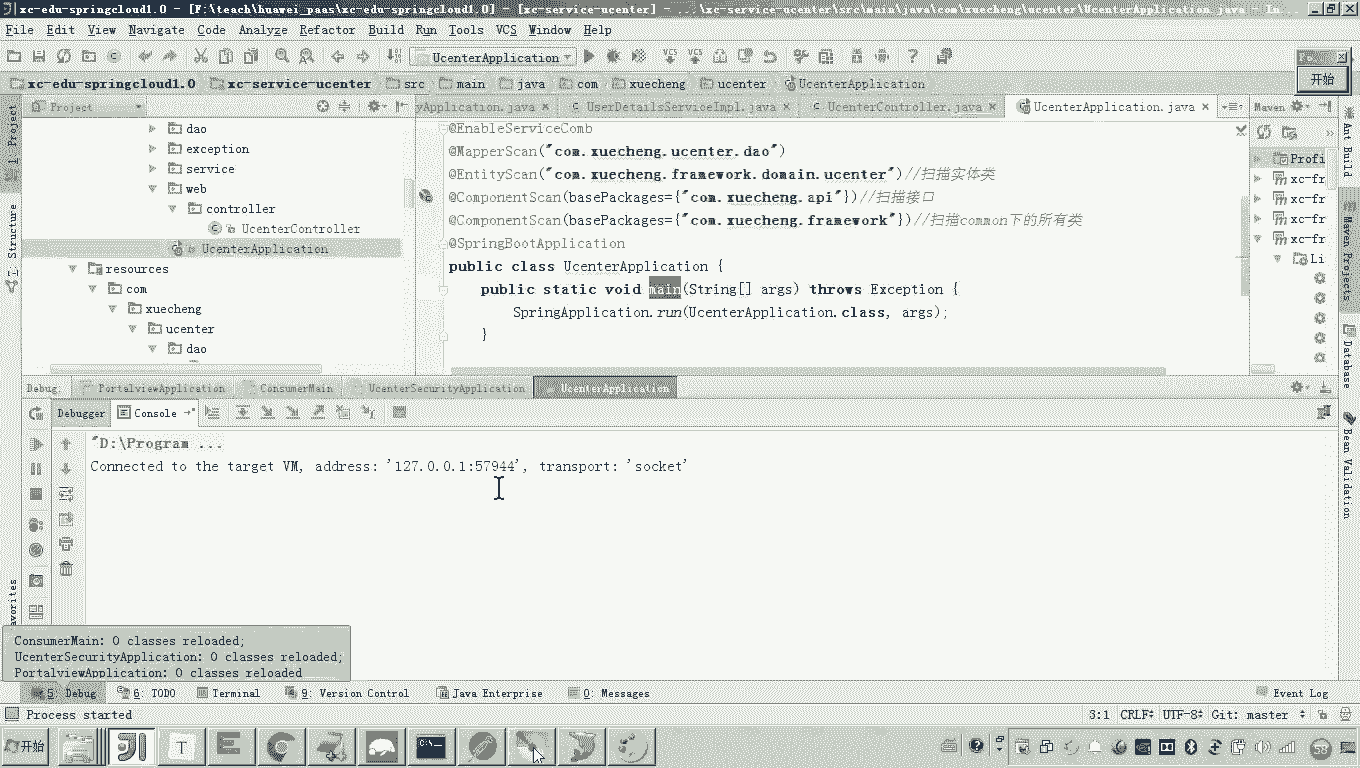 xc-edu-springcloud1.0 - [F:\teach\huawei_paas\xc-edu-springcloud1.0] - [xc-service-ucenter] - ...\xc-service-ucenter\src\main\java\com\xuecheng\ucenter\UcenterApplication.java - In...
File Edit View Navigate Code Analyze Refactor Build Run Tools VCS Window Help
UcenterApplication
开始
xc-edu-springcloud1.0 xc-service-ucenter src main java com xuecheng ucenter UcenterApplication
Project
yApplication.java UserDetailsServiceImpl.java UcenterController.java UcenterApplication.java
Maven
1: Project
Z: Structure
dao
exception
service
web
controller
UcenterController
UcenterApplication
resources
com
xuecheng
ucenter
dao
@EnableServiceComb
@MapperScan("com.xuecheng.ucenter.dao")
@EntityScan("com.xuecheng.framework.domain.ucenter")//扫描实体类
@ComponentScan(basePackages={"com.xuecheng.api"})//扫描接口
@ComponentScan(basePackages={"com.xuecheng.framework"})//扫描common下的所有类
@SpringBootApplication
public class UcenterApplication {
public static void main(String[] args) throws Exception {
SpringApplication.run(UcenterApplication.class, args);
}
Profi
xc-fr
xc-fr
xc-fr
xc-fr
Li
Ant Build
Maven Projects
Database
Bean Validation
Debug: PortalviewApplication ConsumerMain UcenterSecurityApplication UcenterApplication
Debugger Console
"D:\Program ...
Connected to the target VM, address: '127.0.0.1:57944', transport: 'socket'
avorites
ConsumerMain: 0 classes reloaded;
UcenterSecurityApplication: 0 classes reloaded;
PortalviewApplication: 0 classes reloaded
5: Debug 6: TODO Terminal 9: Version Control Java Enterprise 0: Messages Event Log
Process started 3:1 CRLF UTF-8 Git: master
开始 58